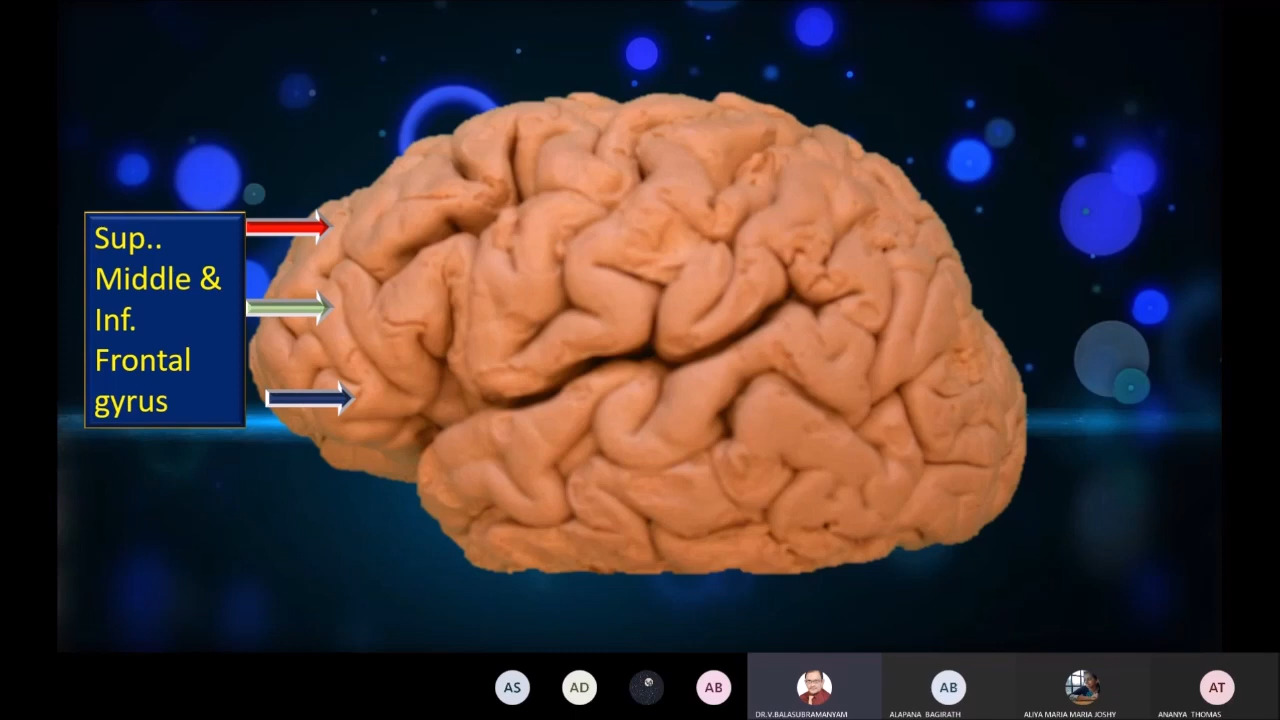 Sup..
Middle &
Inf.
Frontal
gyrus
AS
AD
AB
AB
AT
DR.V.BALASUBRAMANYAM
ALAPANA BAGIRATH
ALIYA MARIA MARIA JOSHY
ANANYA THOMAS